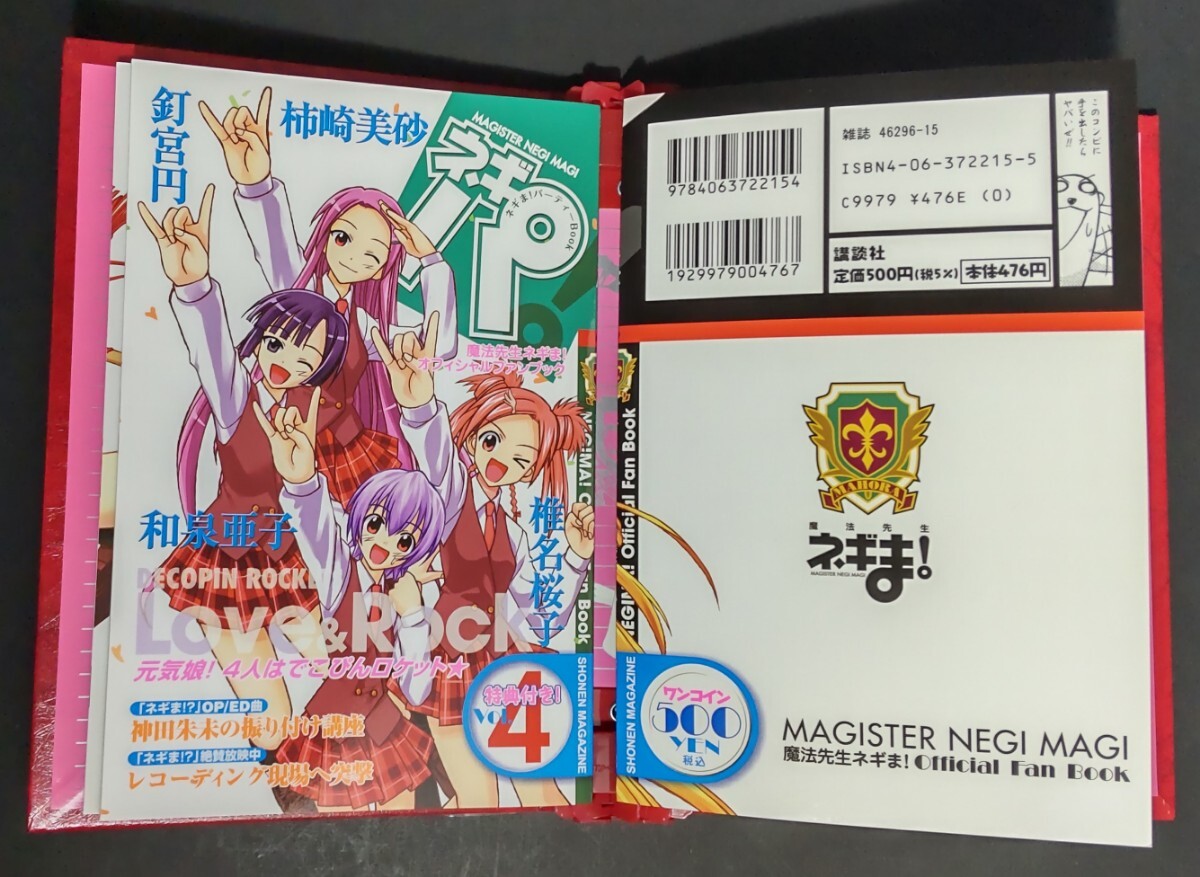 釘宮円
柿崎美砂
MAGISTER NEGI MAGI
ネギま!パーティーBook
ネギP!
魔法先生ネギま!
オフィシャルファンブック
和泉亜子
椎名桜子
DECOPIN ROCKET
Love&Rock
元気娘!4人はでこぴんロケット★
「ネギま!?」OP/ED曲
神田朱未の振り付け講座
「ネギま!?」絶賛放映中
レコーディング現場へ突撃
特典付き!
VOL.4
Book
SHONEN MAGAZINE
NEGIMA! Official Fan Book
SHONEN MAGAZINE
9784063722154
1929979004767
雑誌 46296-15
ISBN4-06-372215-5
C9979 ¥476E (0)
講談社
定価500円(税5%) 本体476円
このコンビに
手を出したら
ヤバいぜ!!
MAHORA
魔法先生
ネギま!
MAGISTER NEGI MAGI
ワンコイン
500
YEN
税込
MAGISTER NEGI MAGI
魔法先生ネギま! Official Fan Book